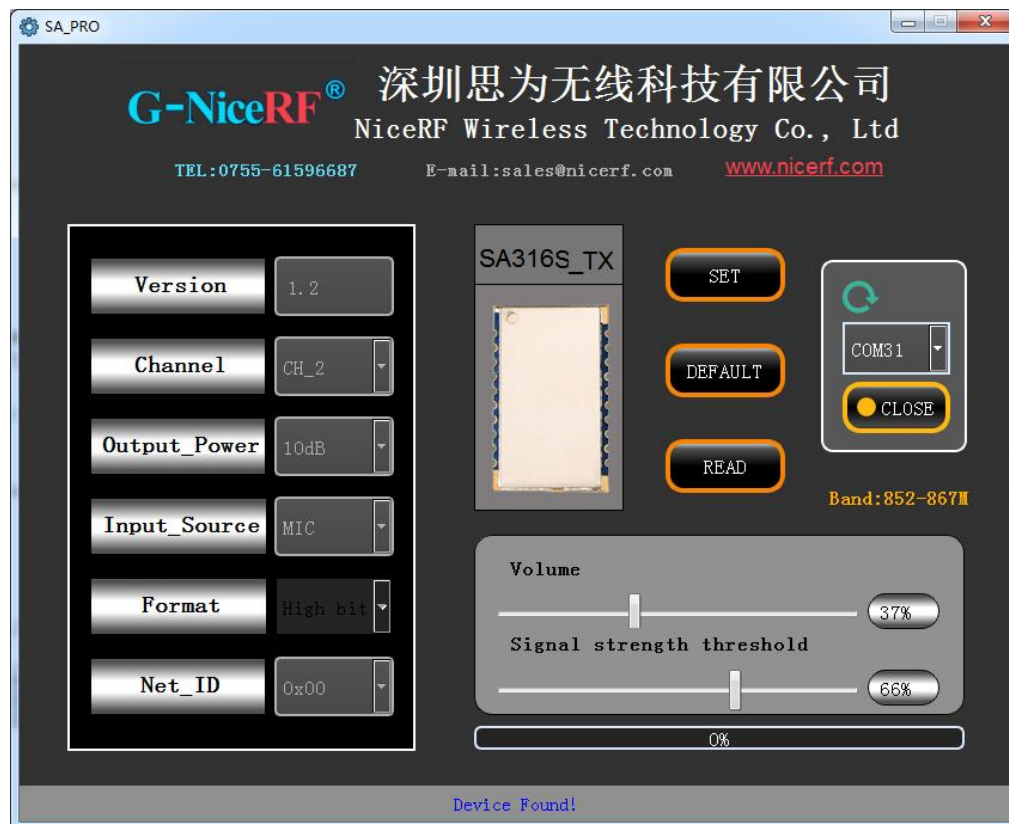 SA_PRO
G-NiceRF®
深圳思为无线科技有限公司
NiceRF Wireless Technology Co., Ltd
TEL:0755-61596687 E-mail:sales@nicerf.com www.nicerf.com
Version 1.2
Channel CH_2
Output_Power 10dB
Input_Source MIC
Format High bit
Net_ID 0x00
SA316S_TX
SET
DEFAULT
READ
COM31
CLOSE
Band:852-867M
Volume
37%
Signal strength threshold
66%
0%
Device Found!